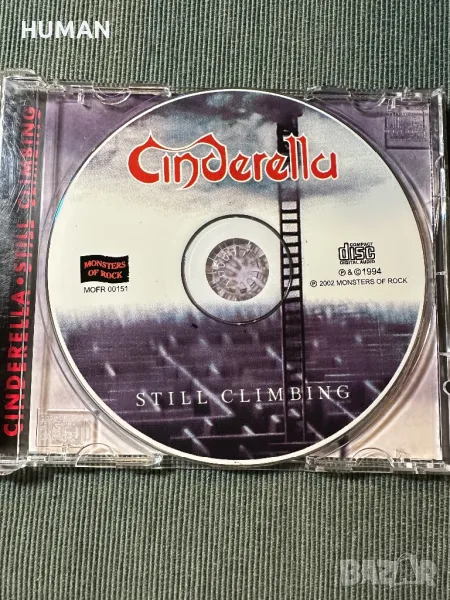 HUMAN
CINDERELLA • STILL CLIMBING
Cinderella
MONSTERS
OF ROCK
MOFR 00151
COMPACT
disc
DIGITAL AUDIO
℗ & © 1994
℗ 2002 MONSTERS OF ROCK
STILL CLIMBING
BAZAR